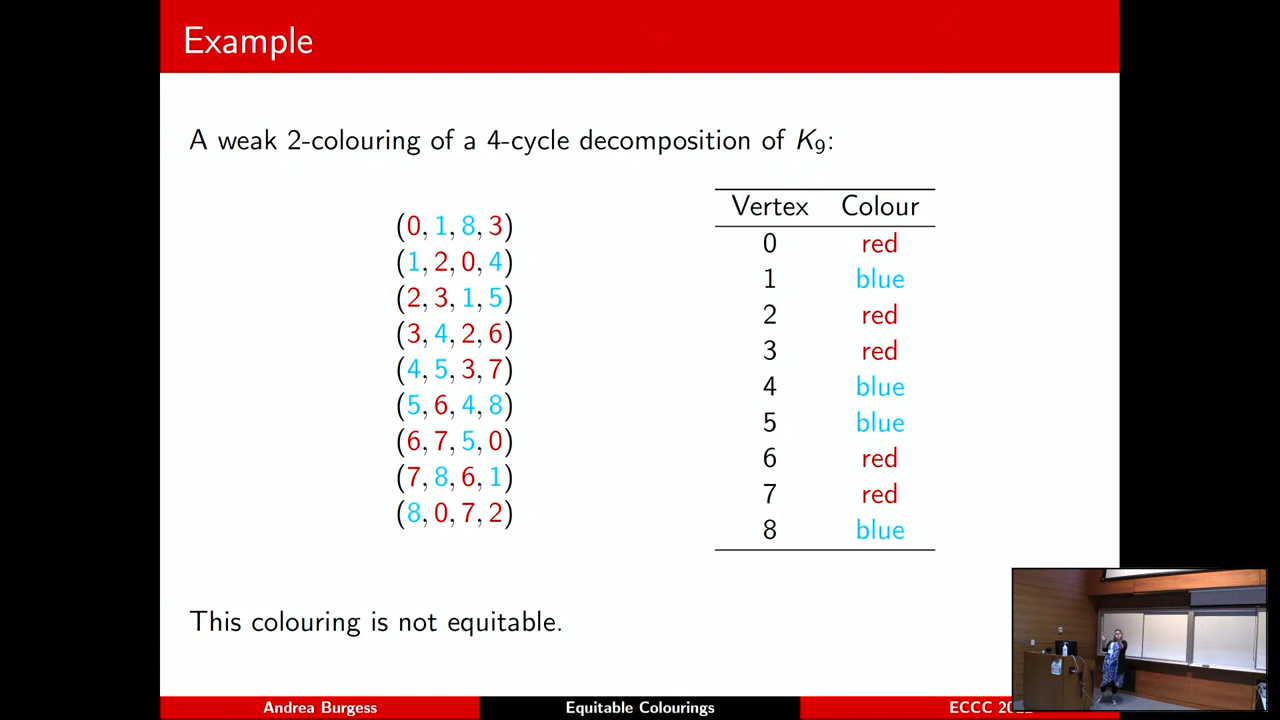 Example
A weak 2-colouring of a 4-cycle decomposition of K₉:
(0, 1, 8, 3)
(1, 2, 0, 4)
(2, 3, 1, 5)
(3, 4, 2, 6)
(4, 5, 3, 7)
(5, 6, 4, 8)
(6, 7, 5, 0)
(7, 8, 6, 1)
(8, 0, 7, 2)
Vertex Colour
0 red
1 blue
2 red
3 red
4 blue
5 blue
6 red
7 red
8 blue
This colouring is not equitable.
Andrea Burgess Equitable Colourings ECCC